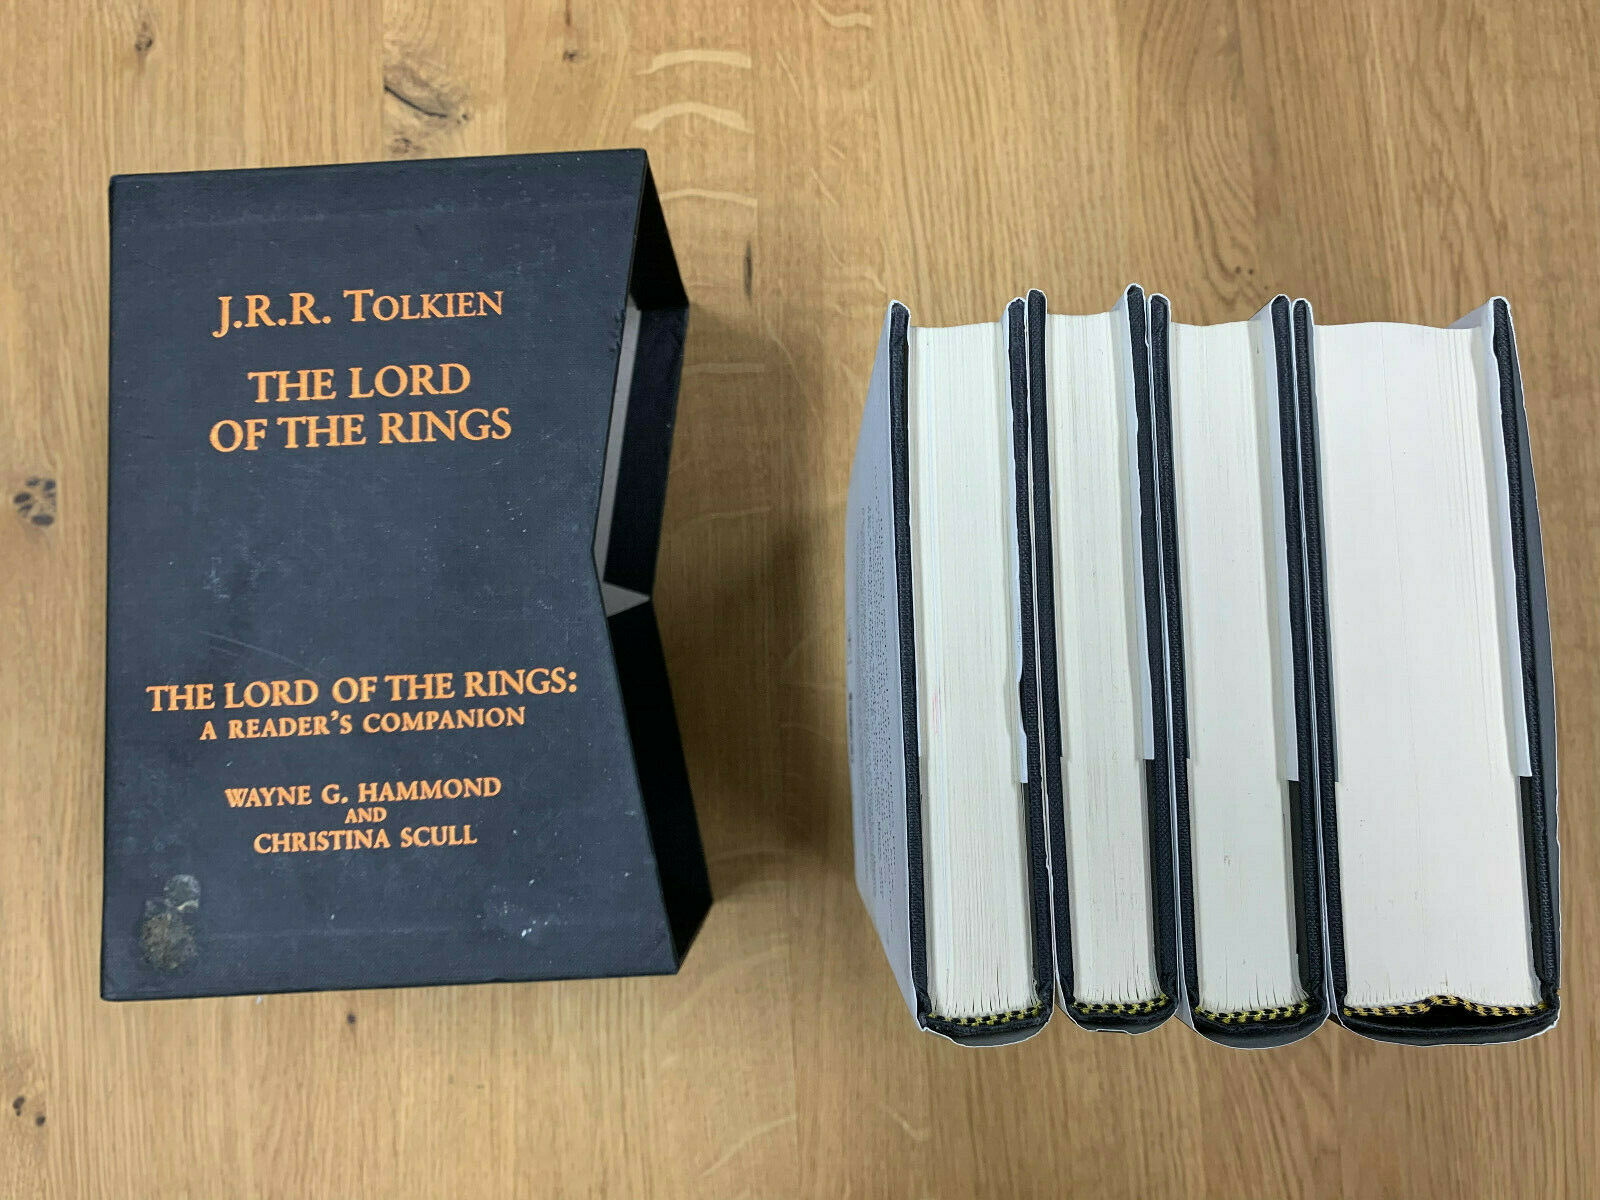 J.R.R. TOLKIEN
THE LORD
OF THE RINGS
THE LORD OF THE RINGS:
A READER'S COMPANION
WAYNE G. HAMMOND
AND
CHRISTINA SCULL